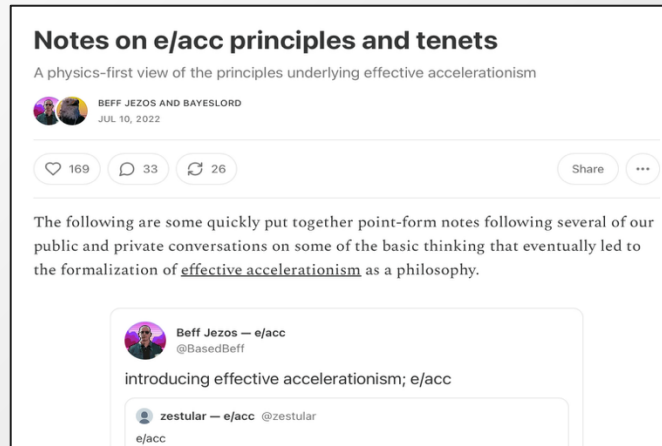 Notes on e/acc principles and tenets
A physics-first view of the principles underlying effective accelerationism
BEFF JEZOS AND BAYESLORD
JUL 10, 2022
169 33 26 Share
The following are some quickly put together point-form notes following several of our
public and private conversations on some of the basic thinking that eventually led to
the formalization of effective accelerationism as a philosophy.
Beff Jezos — e/acc
@BasedBeff
introducing effective accelerationism; e/acc
zestular — e/acc @zestular
e/acc